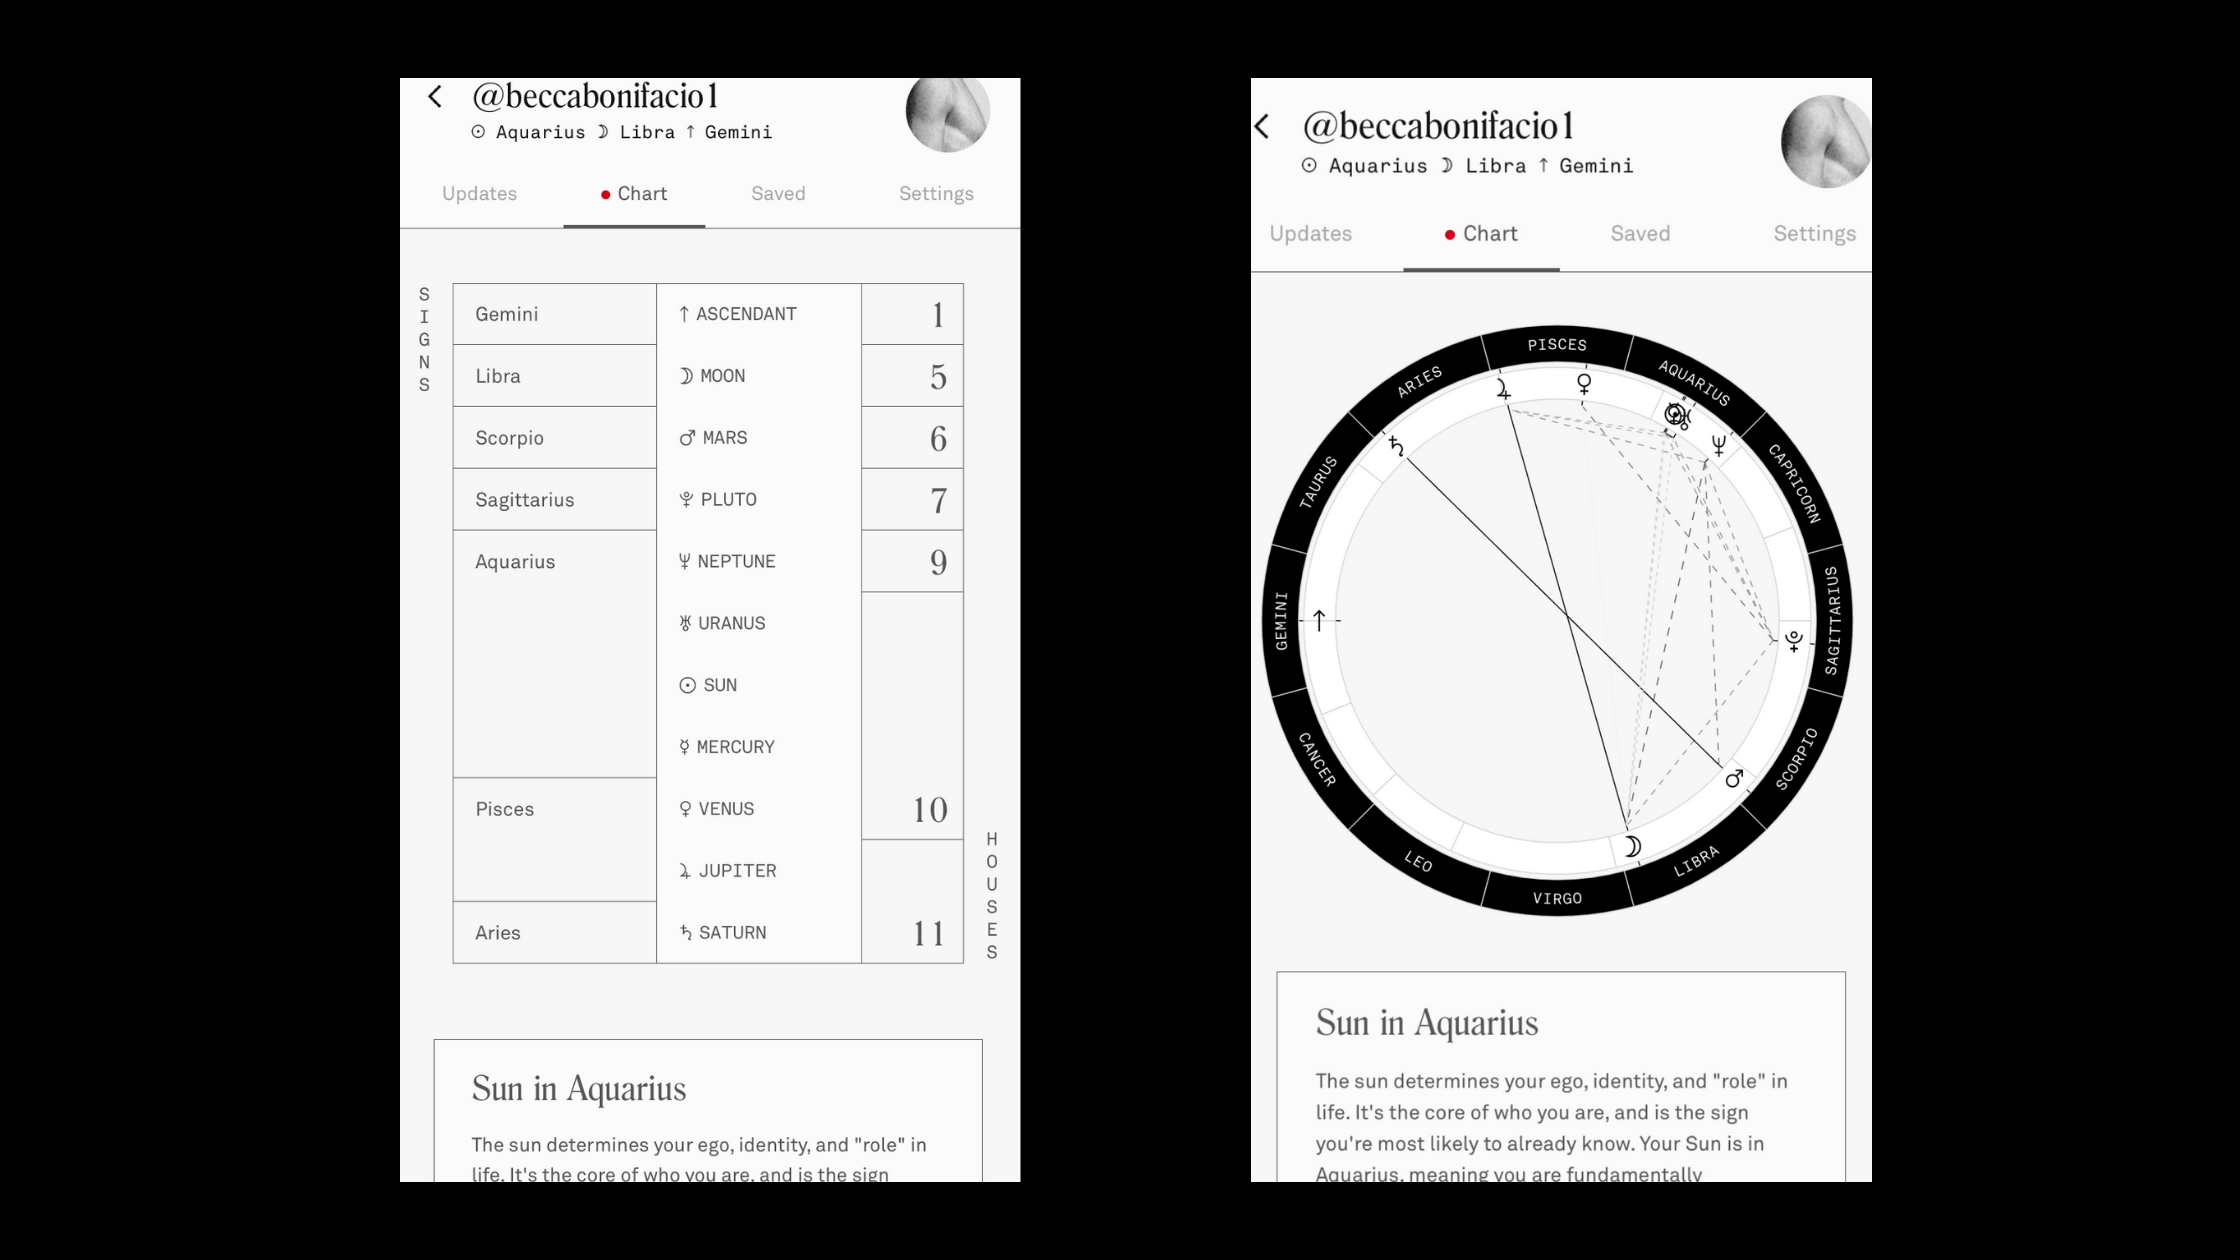 @beccabonifacio1
☉ Aquarius ☽ Libra ↑ Gemini
Updates
Chart
Saved
Settings
SIGNS
Gemini ↑ ASCENDANT 1
Libra ☽ MOON 5
Scorpio ♂ MARS 6
Sagittarius ♇ PLUTO 7
Aquarius ♆ NEPTUNE 9
♅ URANUS
☉ SUN
☿ MERCURY
Pisces ♀ VENUS 10
♃ JUPITER
Aries ♄ SATURN 11
HOUSES
Sun in Aquarius
The sun determines your ego, identity, and "role" in
life. It's the core of who you are, and is the sign
@beccabonifacio1
☉ Aquarius ☽ Libra ↑ Gemini
Updates
Chart
Saved
Settings
PISCES
AQUARIUS
CAPRICORN
SAGITTARIUS
SCORPIO
LIBRA
VIRGO
LEO
CANCER
GEMINI
TAURUS
ARIES
Sun in Aquarius
The sun determines your ego, identity, and "role" in
life. It's the core of who you are, and is the sign
you're most likely to already know. Your Sun is in
Aquarius, meaning you are fundamentally